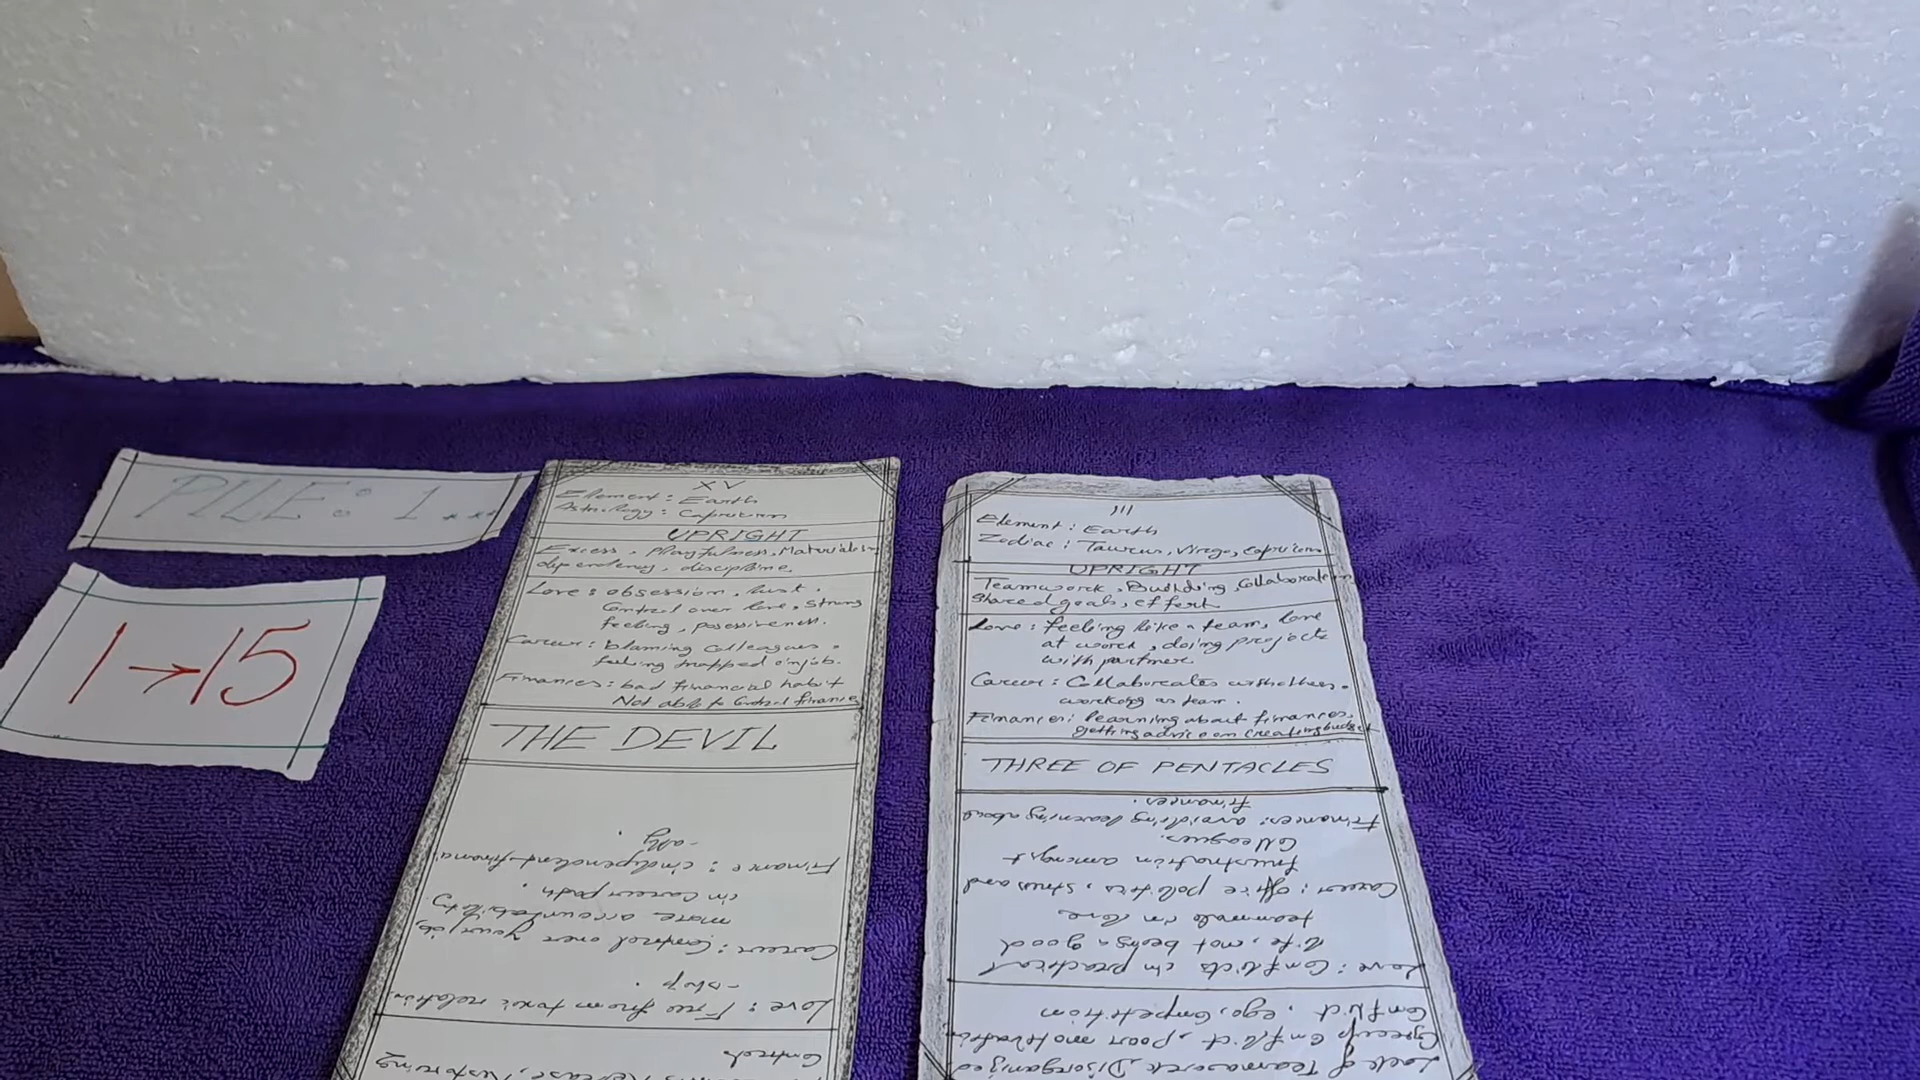 PILE: 1...
1→15
XV
Element: Earth
Astrology: Capricorn
UPRIGHT
Excess, playfulness, Materialism
dependency, discipline.
Love: obsession, lust,
Control over love, strong
feeling, possessiveness.
Career: blaming colleagues,
feeling trapped in job.
Finances: bad financial habit
Not able to Control finance
THE DEVIL
Finance: independent-financi
-ally.
Career: Control over your job,
more accountability
in career path.
Love: Free from toxic relation
-ship.
Release, Restoring
Control
III
Element: Earth
Zodiac: Taurus, Virgo, Capricorn
UPRIGHT
Teamwork, Building, Collaboration
Shared goals, effort
Love: feeling like a team, love
at work, doing projects
with partner
Career: Collaborates with others.
working as team.
Finances: learning about finances,
getting advice on creating budget
THREE OF PENTACLES
Lack of Teamwork, Disorganized
Group Conflict, poor motivation
Conflict, ego, Competition
Love: Conflicts in practical
life, not being a good
teammate in love
Career: office politics, stress and
frustration amongst
Colleagues.
Finances: avoiding learning about
finances.